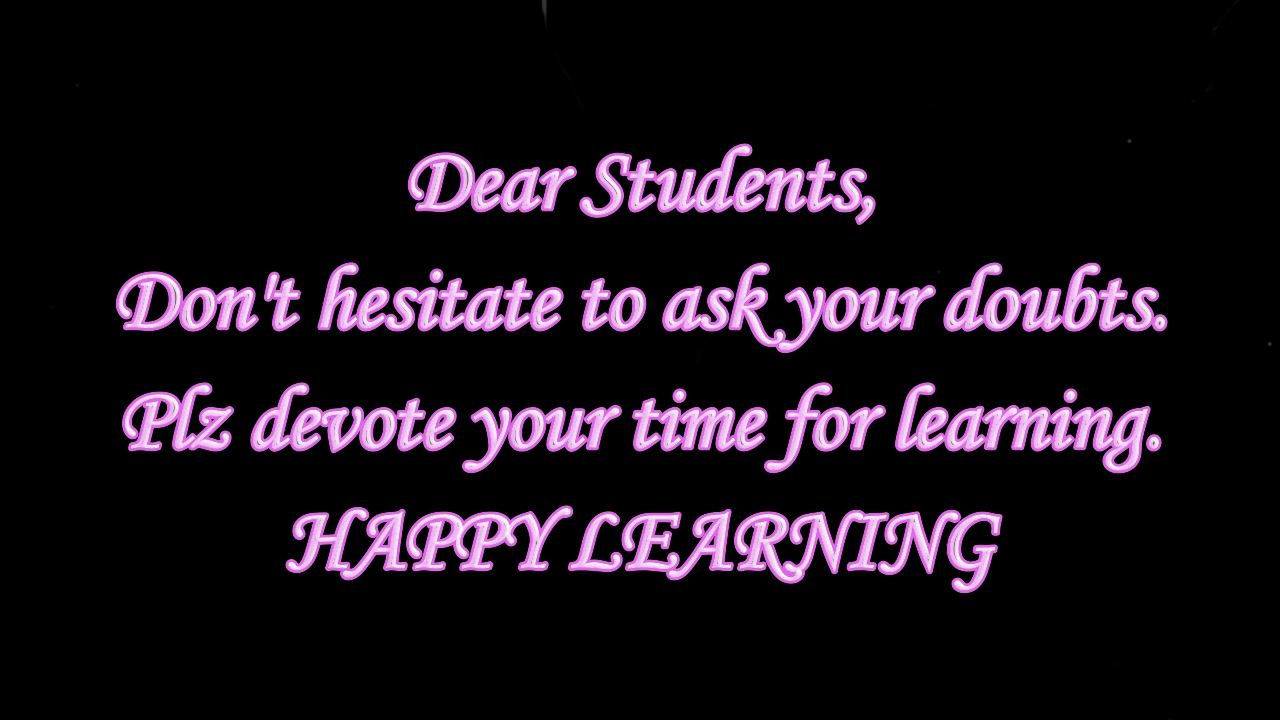 Dear Students,
Don't hesitate to ask your doubts.
Plz devote your time for learning.
HAPPY LEARNING